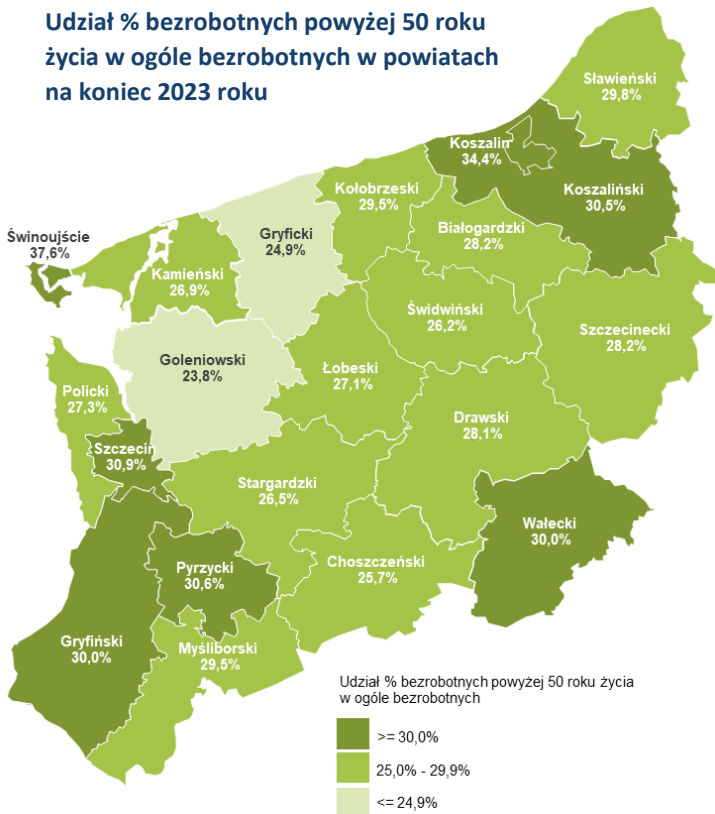 Udział % bezrobotnych powyżej 50 roku
życia w ogóle bezrobotnych w powiatach
na koniec 2023 roku
Sławieński
29,8%
Koszalin
34,4%
Koszaliński
30,5%
Kołobrzeski
29,5%
Białogardzki
28,2%
Gryficki
24,9%
Świnoujście
37,6%
Kamieński
26,9%
Świdwiński
26,2%
Szczecinecki
28,2%
Goleniowski
23,8%
Łobeski
27,1%
Policki
27,3%
Drawski
28,1%
Szczecin
30,9%
Stargardzki
26,5%
Wałecki
30,0%
Choszczeński
25,7%
Pyrzycki
30,6%
Gryfiński
30,0%
Myśliborski
29,5%
Udział % bezrobotnych powyżej 50 roku życia
w ogóle bezrobotnych
>= 30,0%
25,0% - 29,9%
<= 24,9%